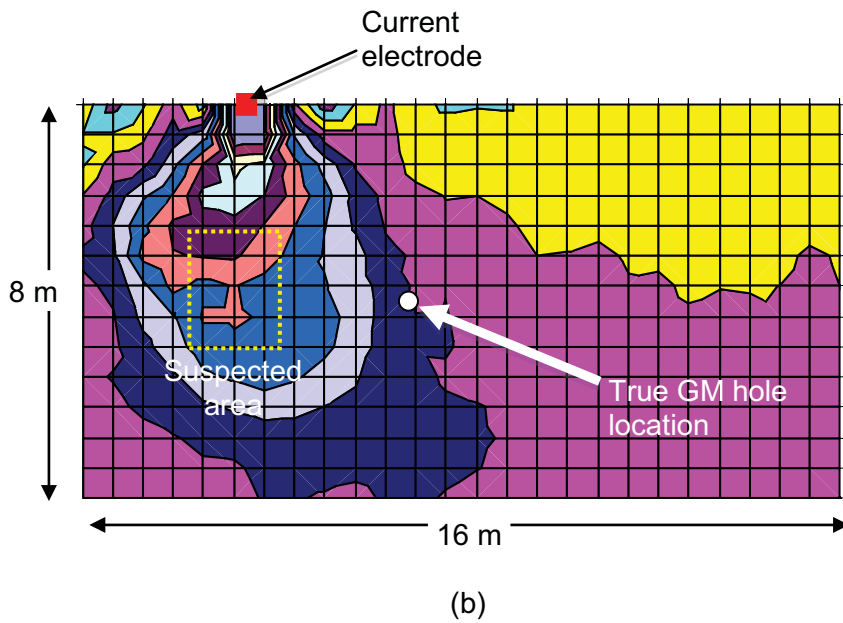 Current
electrode
8 m
Suspected
area
True GM hole
location
16 m
(b)